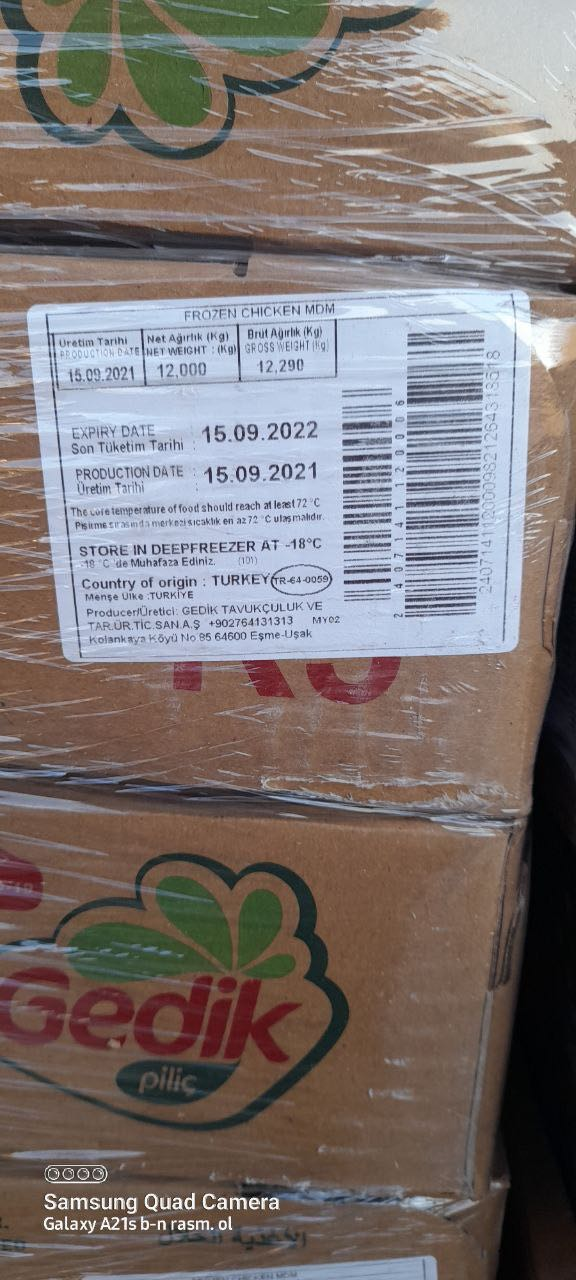 FROZEN CHICKEN MDM
Üretim Tarihi
PRODUCTION DATE
15.09.2021
Net Ağırlık (Kg)
NET WEIGHT : (Kg)
12,000
Brüt Ağırlık (Kg)
GROSS WEIGHT (Kg)
12,290
EXPIRY DATE : 15.09.2022
Son Tüketim Tarihi
PRODUCTION DATE : 15.09.2021
Üretim Tarihi
The core temperature of food should reach at least 72 °C
Pişirme sırasında merkezi sıcaklık en az 72 °C ulaşmalıdır.
STORE IN DEEPFREEZER AT -18°C
-18 °C 'de Muhafaza Ediniz. (101)
Country of origin : TURKEY TR-64-0059
Menşe Ülke :TÜRKİYE
Producer/Üretici: GEDİK TAVUKÇULUK VE
TAR.ÜR.TİC.SAN.A.Ş +902764131313 MY02
Kolankaya Köyü No 85 64600 Eşme-Uşak
Gedik
piliç
Samsung Quad Camera
Galaxy A21s b-n rasm. ol